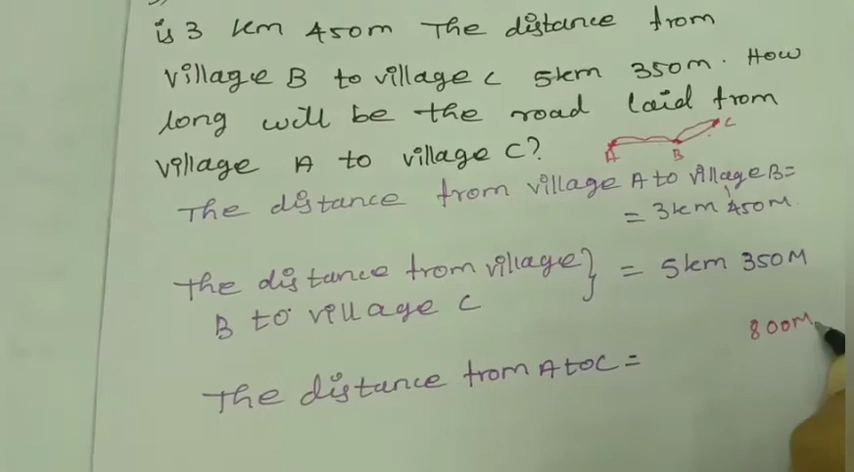 is 3 km 450m The distance from
village B to village C 5km 350m. How
long will be the road laid from
village A to village C?
A B C
The distance from village A to village B=
= 3km 450m.
The distance from village } = 5km 350M
B to village C
800M
The distance from A to C =